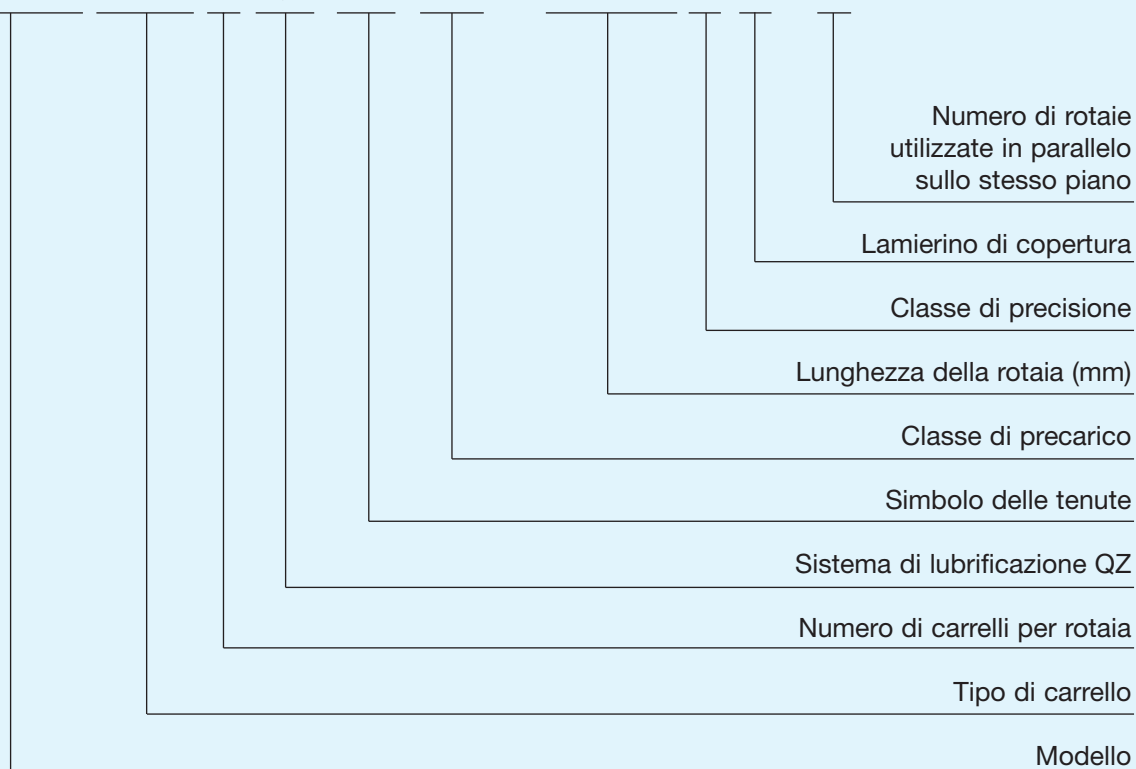 Numero di rotaie
utilizzate in parallelo
sullo stesso piano
Lamierino di copertura
Classe di precisione
Lunghezza della rotaia (mm)
Classe di precarico
Simbolo delle tenute
Sistema di lubrificazione QZ
Numero di carrelli per rotaia
Tipo di carrello
Modello